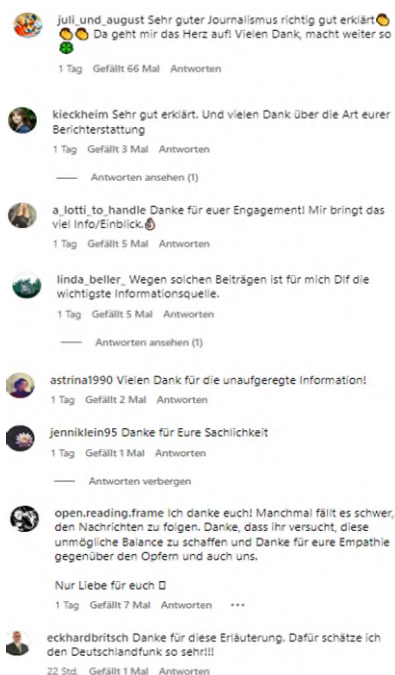 juli_und_august Sehr guter Journalismus richtig gut erklärt👏
👏👏 Da geht mir das Herz auf! Vielen Dank, macht weiter so
🍀
1 Tag Gefällt 66 Mal Antworten
kieckheim Sehr gut erklärt. Und vielen Dank über die Art eurer
Berichterstattung
1 Tag Gefällt 3 Mal Antworten
Antworten ansehen (1)
a_lotti_to_handle Danke für euer Engagement! Mir bringt das
viel Info/Einblick.👌🏿
1 Tag Gefällt 5 Mal Antworten
linda_beller_ Wegen solchen Beiträgen ist für mich Dlf die
wichtigste Informationsquelle.
1 Tag Gefällt 5 Mal Antworten
Antworten ansehen (1)
astrina1990 Vielen Dank für die unaufgeregte Information!
1 Tag Gefällt 2 Mal Antworten
jenniklein95 Danke für Eure Sachlichkeit
1 Tag Gefällt 1 Mal Antworten
Antworten verbergen
open.reading.frame Ich danke euch! Manchmal fällt es schwer,
den Nachrichten zu folgen. Danke, dass ihr versucht, diese
unmögliche Balance zu schaffen und Danke für eure Empathie
gegenüber den Opfern und auch uns.
Nur Liebe für euch
1 Tag Gefällt 7 Mal Antworten •••
eckhardbritsch Danke für diese Erläuterung. Dafür schätze ich
den Deutschlandfunk so sehr!!!
22 Std. Gefällt 1 Mal Antworten